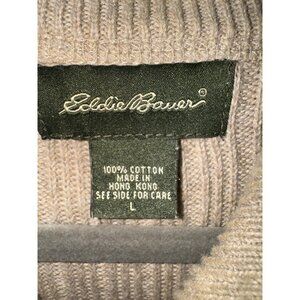 Eddie Bauer®
100% COTTON
MADE IN
HONG KONG
SEE SIDE FOR CARE
L